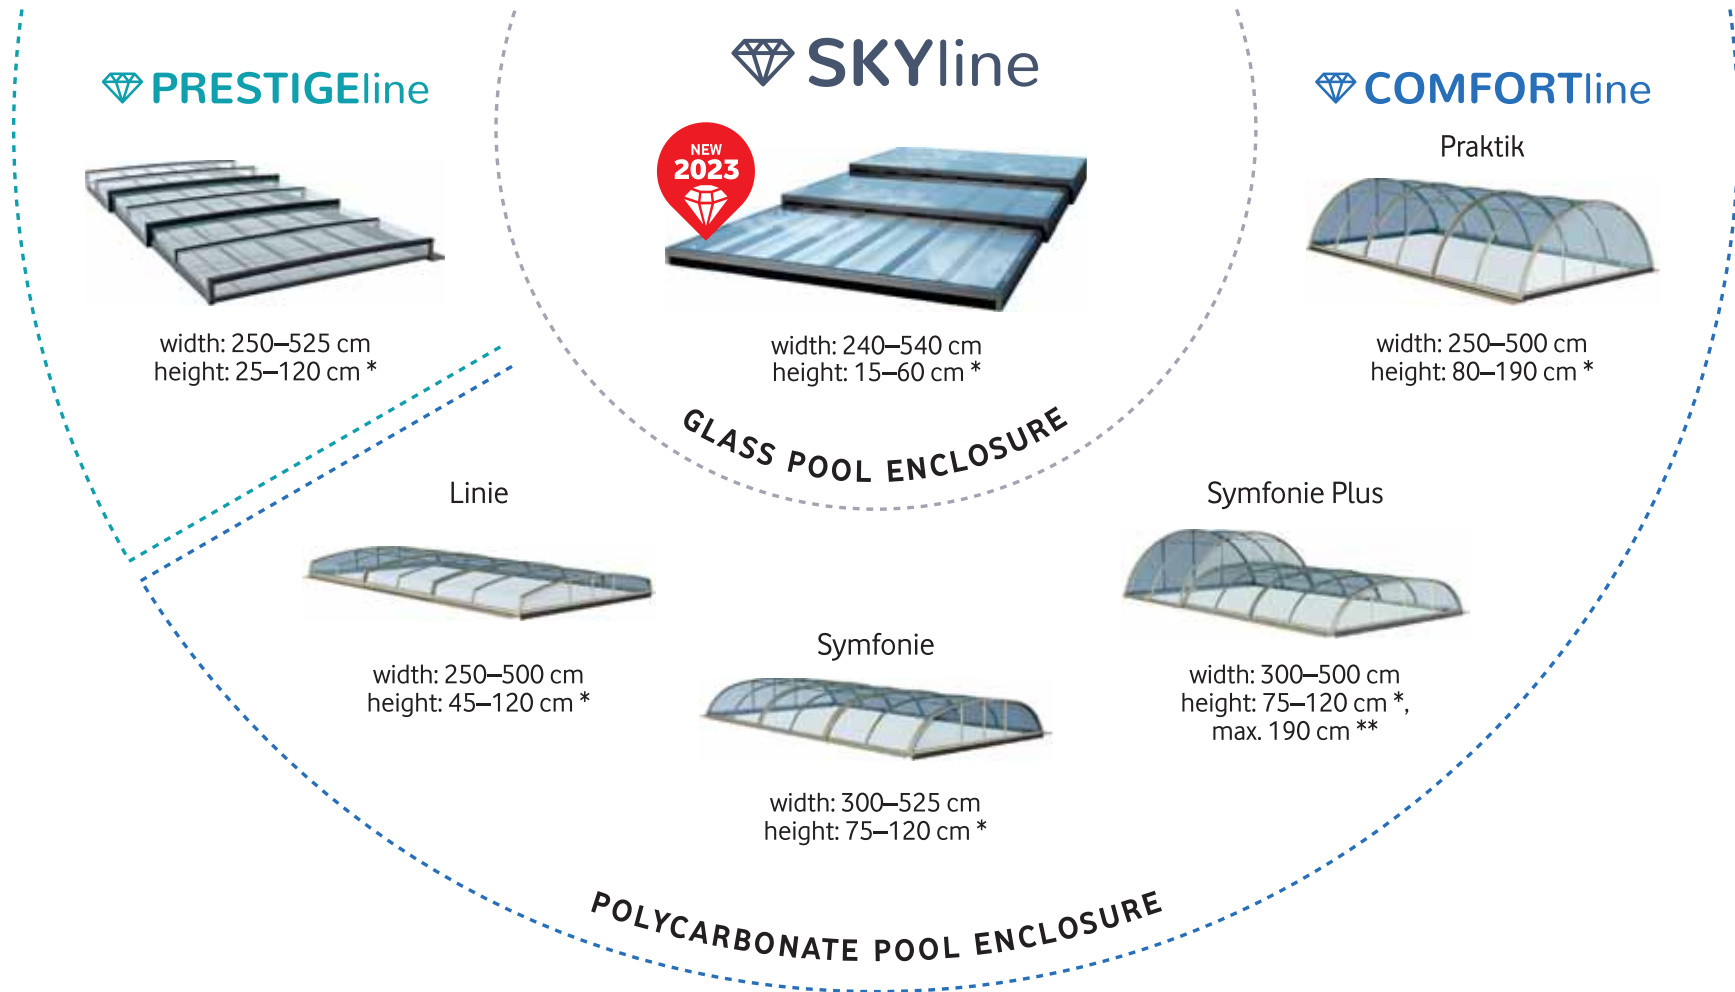 PRESTIGEline
width: 250–525 cm
height: 25–120 cm *
SKYline
NEW
2023
width: 240–540 cm
height: 15–60 cm *
GLASS POOL ENCLOSURE
COMFORTline
Praktik
width: 250–500 cm
height: 80–190 cm *
Linie
width: 250–500 cm
height: 45–120 cm *
Symfonie
width: 300–525 cm
height: 75–120 cm *
Symfonie Plus
width: 300–500 cm
height: 75–120 cm *,
max. 190 cm **
POLYCARBONATE POOL ENCLOSURE